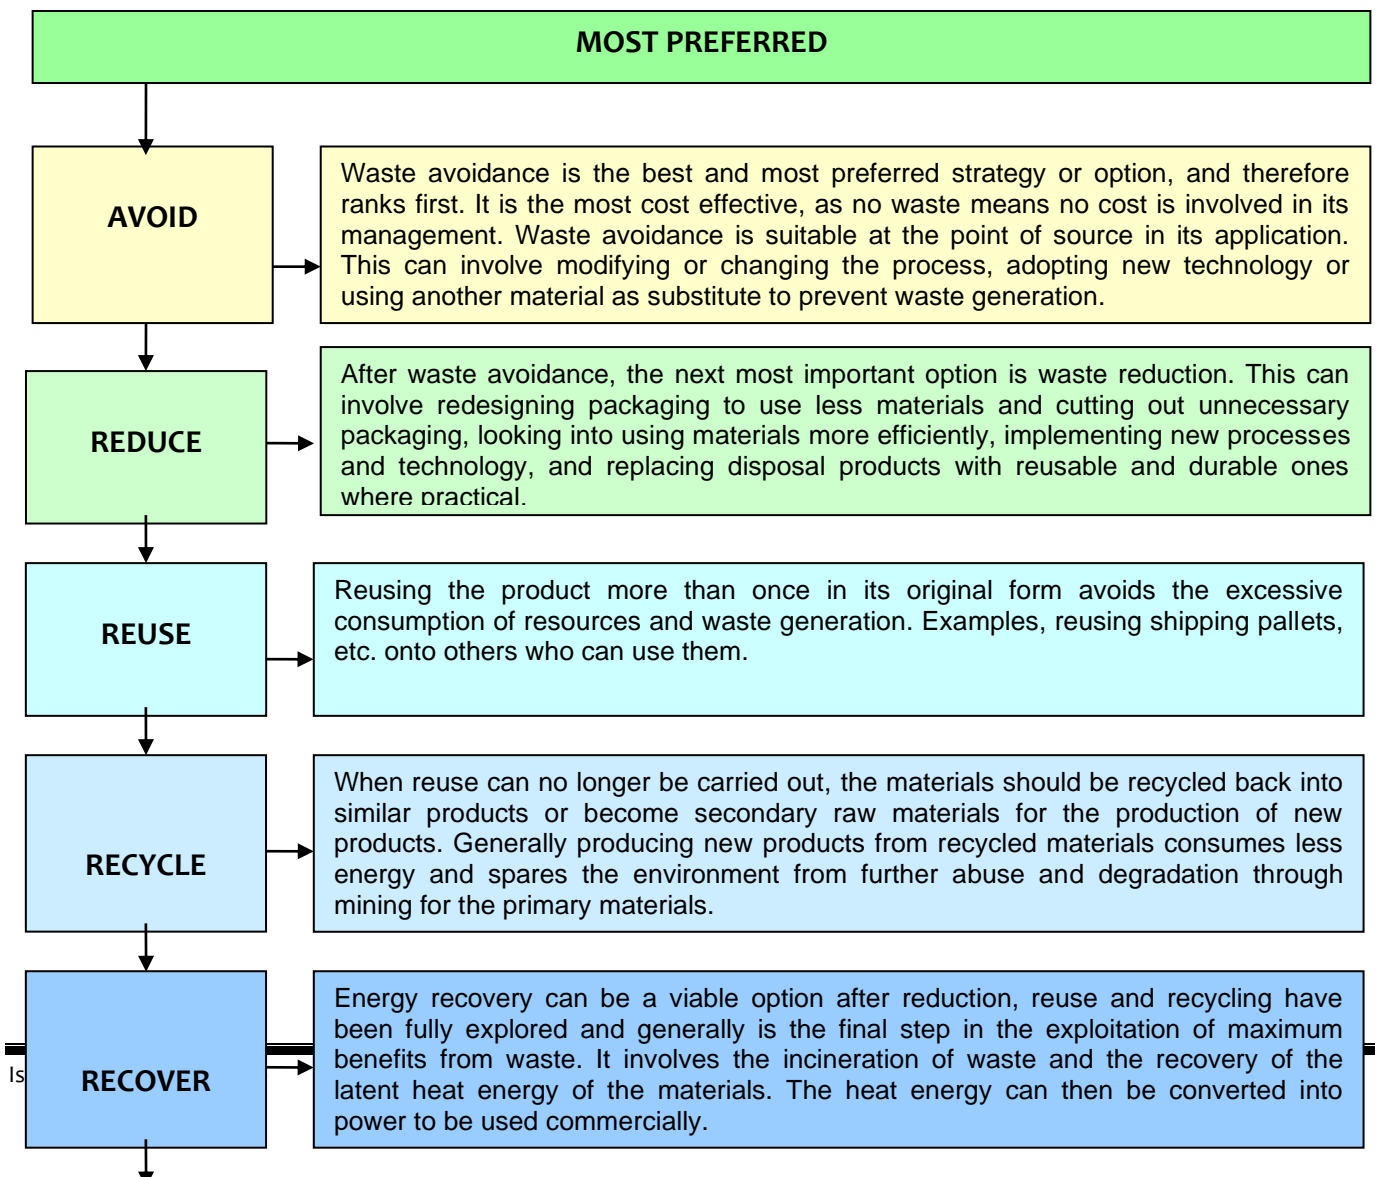 MOST PREFERRED
AVOID
Waste avoidance is the best and most preferred strategy or option, and therefore
ranks first. It is the most cost effective, as no waste means no cost is involved in its
management. Waste avoidance is suitable at the point of source in its application.
This can involve modifying or changing the process, adopting new technology or
using another material as substitute to prevent waste generation.
REDUCE
After waste avoidance, the next most important option is waste reduction. This can
involve redesigning packaging to use less materials and cutting out unnecessary
packaging, looking into using materials more efficiently, implementing new processes
and technology, and replacing disposal products with reusable and durable ones
where practical.
REUSE
Reusing the product more than once in its original form avoids the excessive
consumption of resources and waste generation. Examples, reusing shipping pallets,
etc. onto others who can use them.
RECYCLE
When reuse can no longer be carried out, the materials should be recycled back into
similar products or become secondary raw materials for the production of new
products. Generally producing new products from recycled materials consumes less
energy and spares the environment from further abuse and degradation through
mining for the primary materials.
RECOVER
Energy recovery can be a viable option after reduction, reuse and recycling have
been fully explored and generally is the final step in the exploitation of maximum
benefits from waste. It involves the incineration of waste and the recovery of the
latent heat energy of the materials. The heat energy can then be converted into
power to be used commercially.
Is